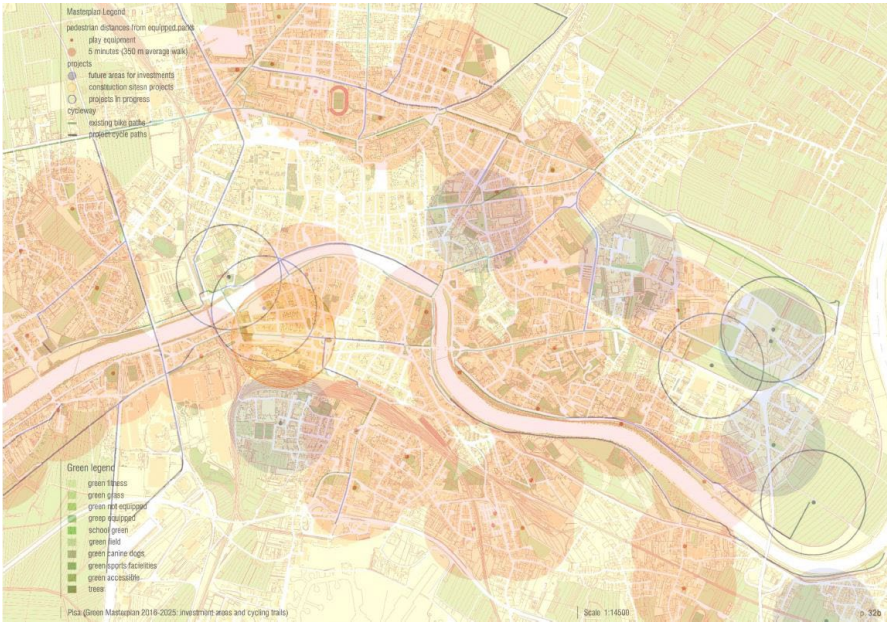 Masterplan Legend
pedestrian distances from equipped parks
play equipment
5 minutes (350 m average walk)
projects
future areas for investments
construction sitesn projects
projects in progress
cycleway
existing bike paths
project cycle paths
Green legend
green fitness
green grass
green not equipped
green equipped
school green
green field
green canine dogs
green sports facilities
green accessible
trees
Pisa (Green Masterplan 2016-2025: investment areas and cycling trails)
Scale 1:14500
p. 32b